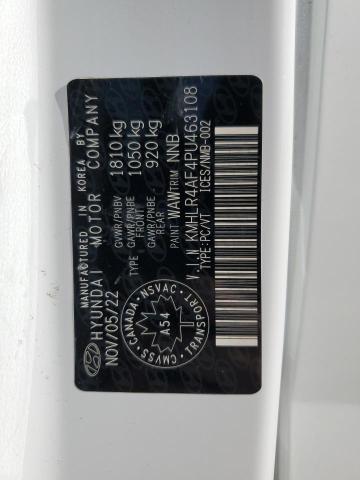 MANUFACTURED IN KOREA BY
HYUNDAI MOTOR COMPANY
NOV/05/22
GVWR/PNBV 1810 kg
TYPE GAWR/PNBE FRONT 1050 kg
GAWR/PNBE REAR 920 kg
PAINT WAW TRIM NNB
V.I.N KMHLR4AF4PU463108
TYPE:PC/VT ICES/NMB-002
CANADA NSVAC
A54
CMVSS TRANSPORT